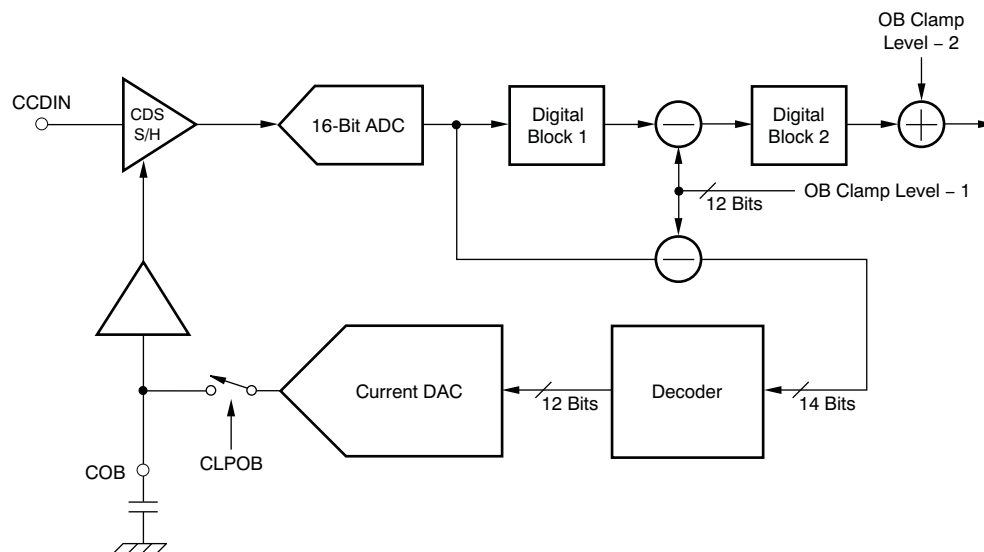 OB Clamp
Level – 2
CCDIN
CDS
S/H
16-Bit ADC
Digital
Block 1
Digital
Block 2
12 Bits
OB Clamp Level – 1
Current DAC
12 Bits
Decoder
14 Bits
CLPOB
COB